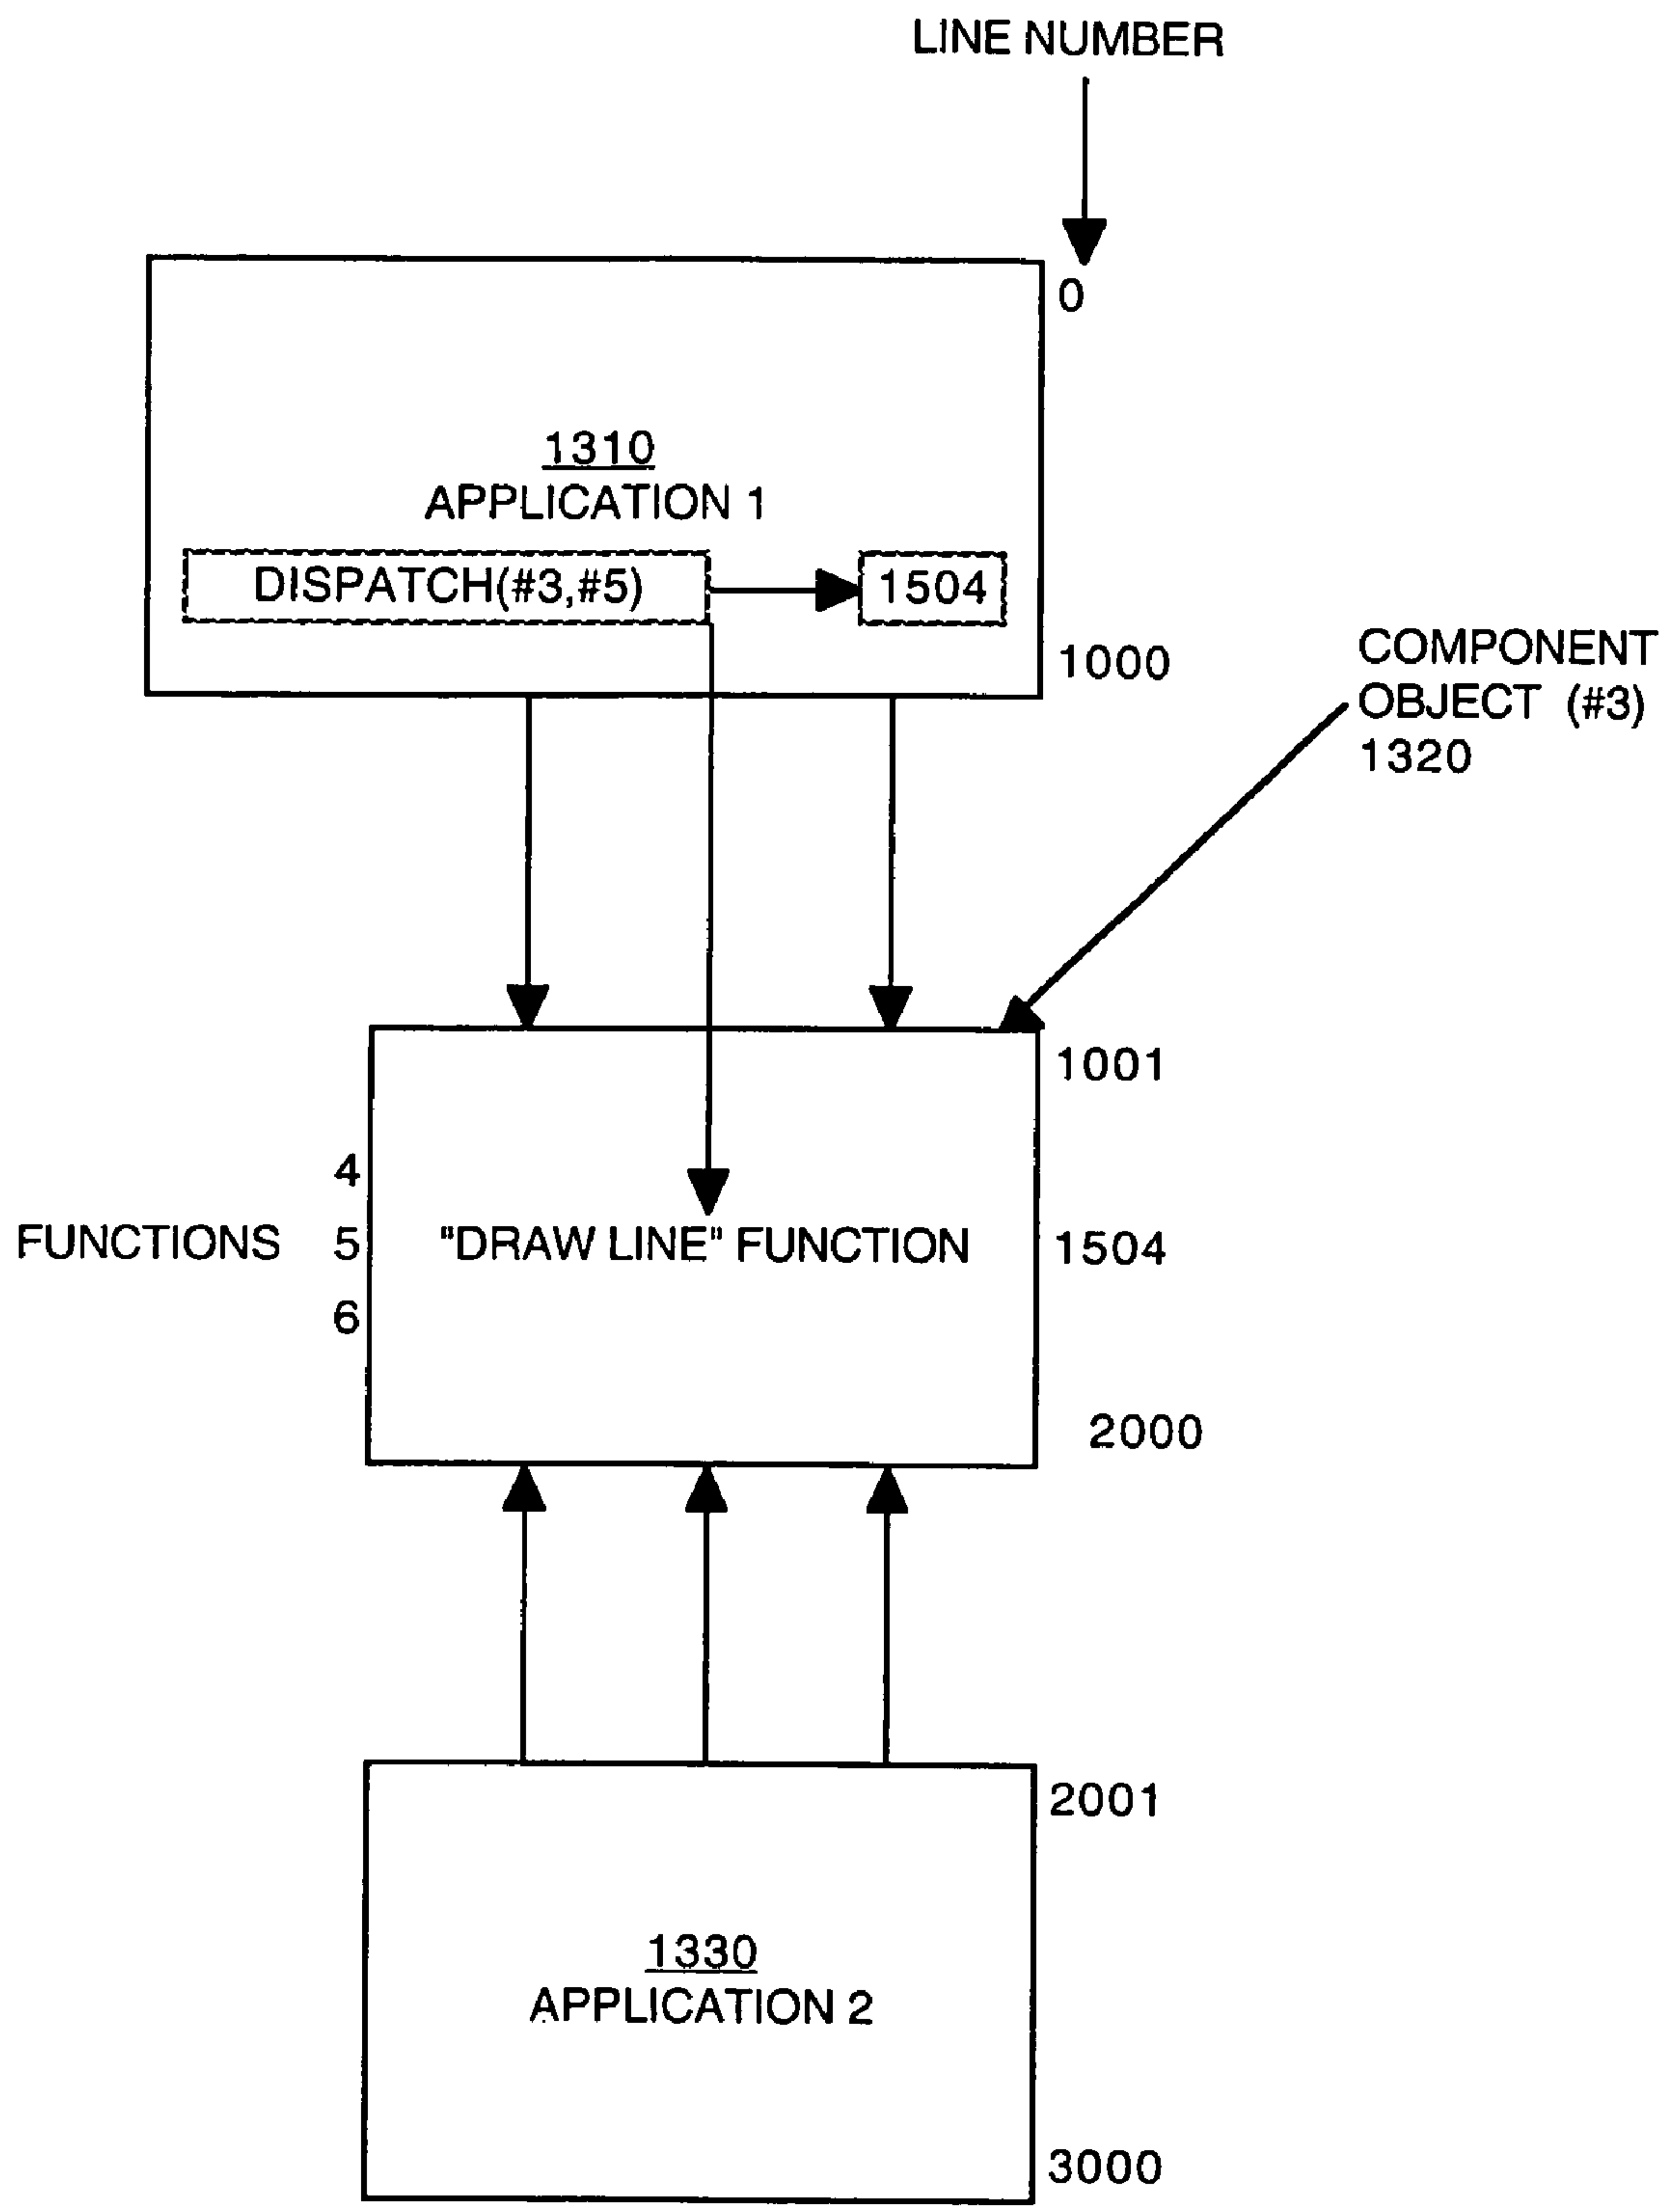 LINE NUMBER
0
1310
APPLICATION 1
DISPATCH(#3,#5)
1504
1000
COMPONENT
OBJECT (#3)
1320
1001
4
FUNCTIONS 5 "DRAW LINE" FUNCTION 1504
6
2000
2001
1330
APPLICATION 2
3000